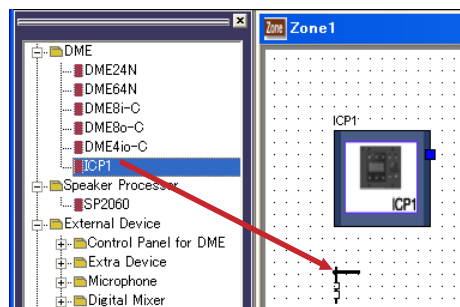 Zone Zone1
DME
DME24N
DME64N
DME8i-C
DME8o-C
DME4io-C
ICP1
Speaker Processor
SP2060
External Device
Control Panel for DME
Extra Device
Microphone
Digital Mixer
ICP1
ICP1